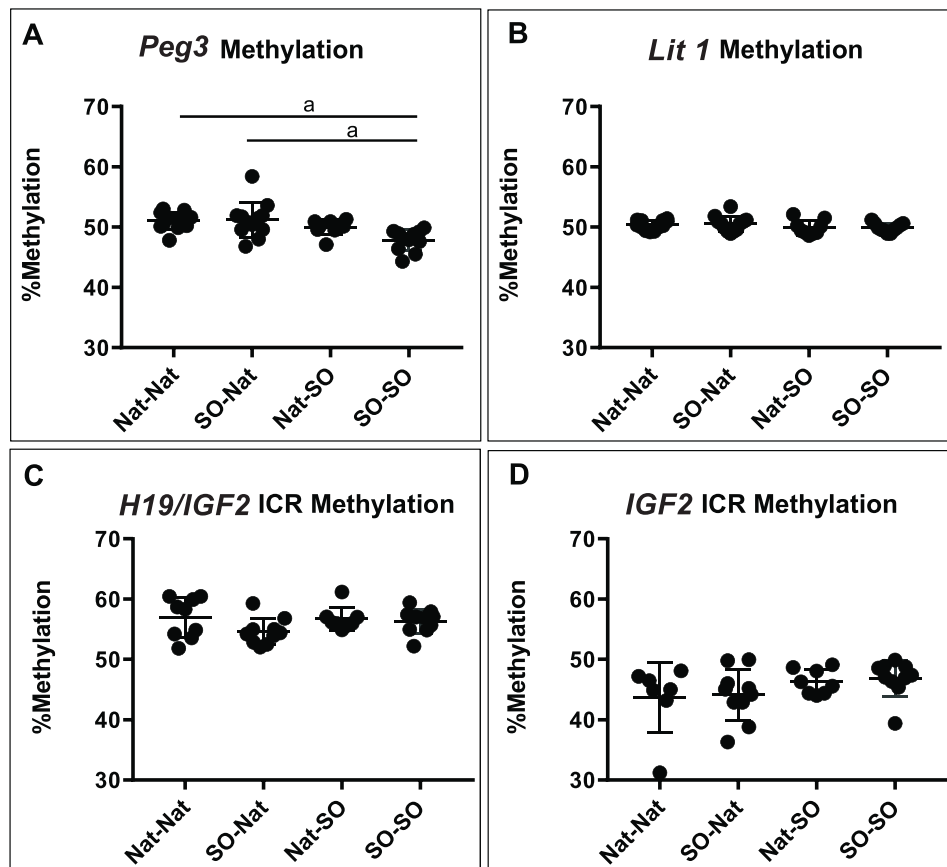 A
Peg3 Methylation
a
a
%Methylation
70
60
50
40
30
Nat-Nat
SO-Nat
Nat-SO
SO-SO
B
Lit 1 Methylation
%Methylation
70
60
50
40
30
Nat-Nat
SO-Nat
Nat-SO
SO-SO
C
H19/IGF2 ICR Methylation
%Methylation
70
60
50
40
30
Nat-Nat
SO-Nat
Nat-SO
SO-SO
D
IGF2 ICR Methylation
%Methylation
70
60
50
40
30
Nat-Nat
SO-Nat
Nat-SO
SO-SO